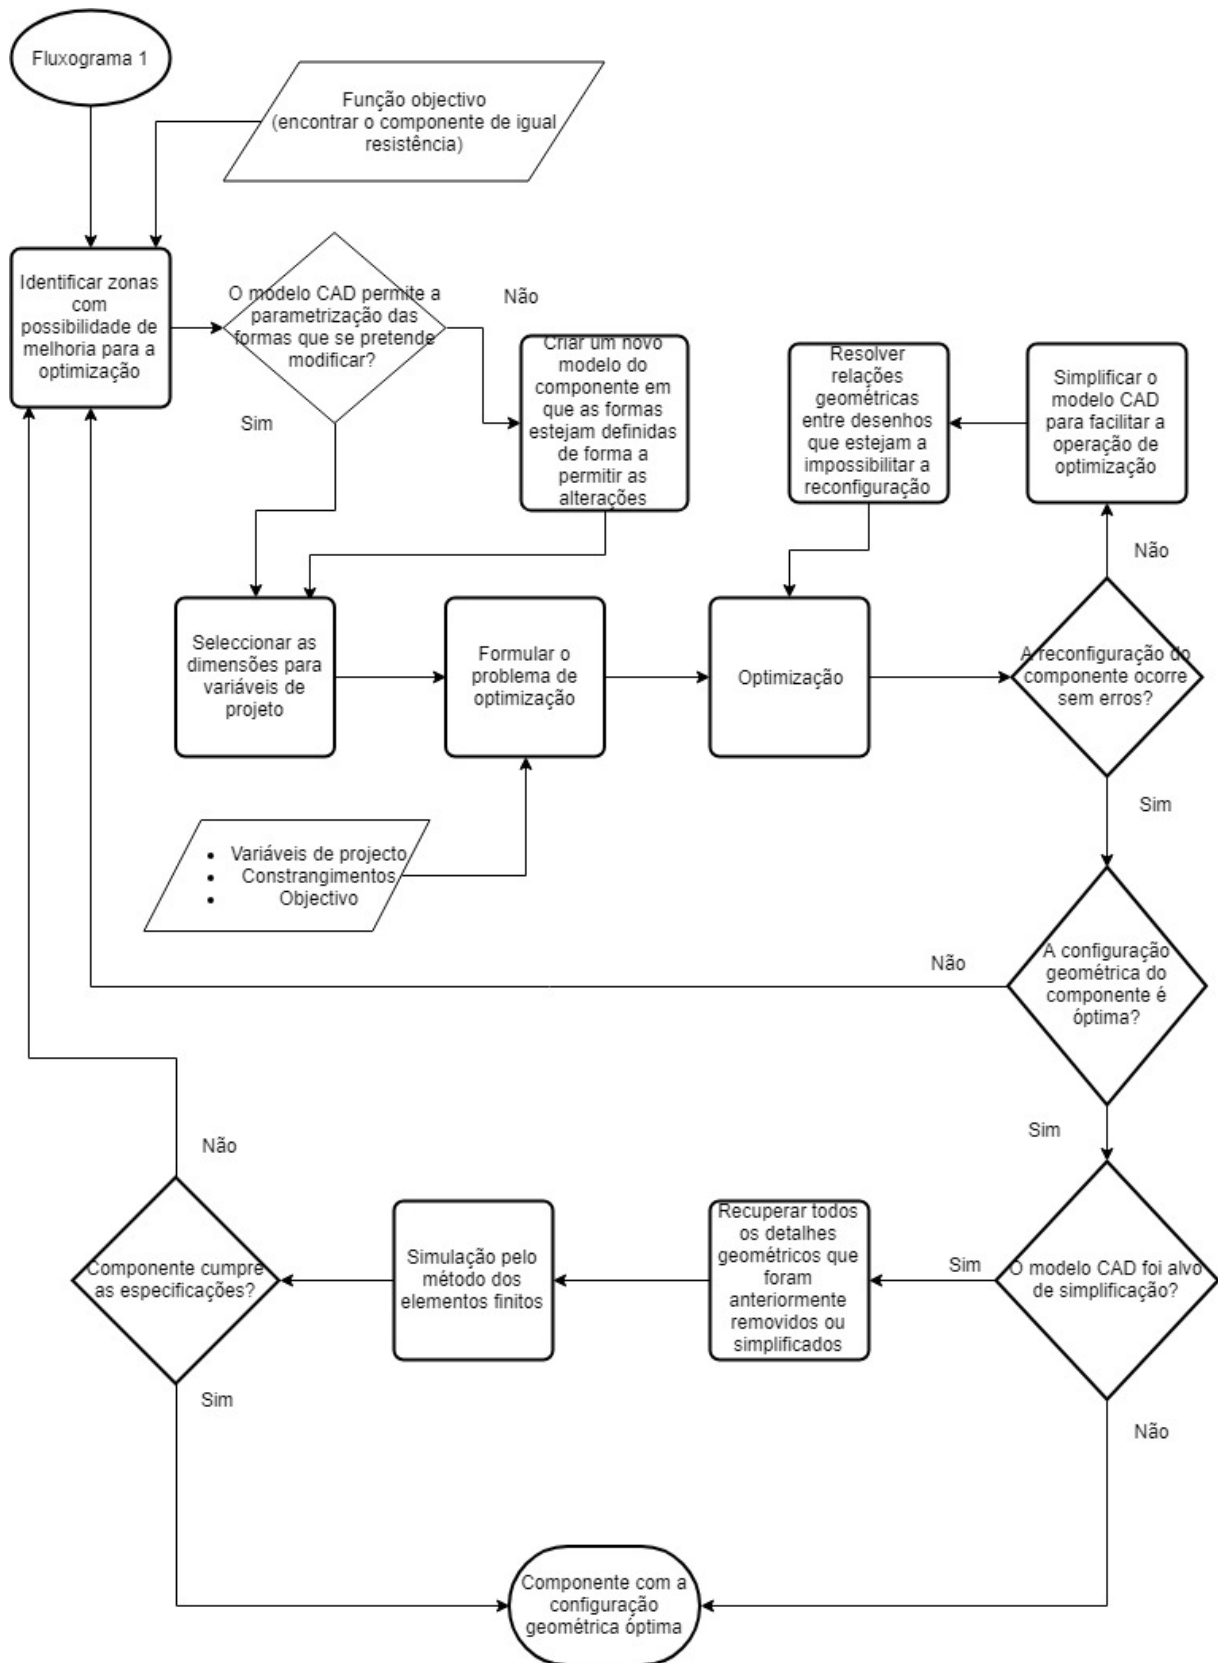 Fluxograma 1
Função objectivo
(encontrar o componente de igual
resistência)
Identificar zonas
com
possibilidade de
melhoria para a
optimização
O modelo CAD permite a
parametrização das
formas que se pretende
modificar?
Não
Sim
Criar um novo
modelo do
componente em
que as formas
estejam definidas
de forma a
permitir as
alterações
Resolver
relações
geométricas
entre desenhos
que estejam a
impossibilitar a
reconfiguração
Simplificar o
modelo CAD
para facilitar a
operação de
optimização
Não
Seleccionar as
dimensões para
variáveis de
projeto
Formular o
problema de
optimização
Optimização
A reconfiguração do
componente ocorre
sem erros?
Sim
• Variáveis de projecto
• Constrangimentos
• Objectivo
Não
A configuração
geométrica do
componente é
óptima?
Sim
Não
Componente cumpre
as especificações?
Simulação pelo
método dos
elementos finitos
Recuperar todos
os detalhes
geométricos que
foram
anteriormente
removidos ou
simplificados
Sim
O modelo CAD foi alvo
de simplificação?
Sim
Não
Componente com a
configuração
geométrica óptima